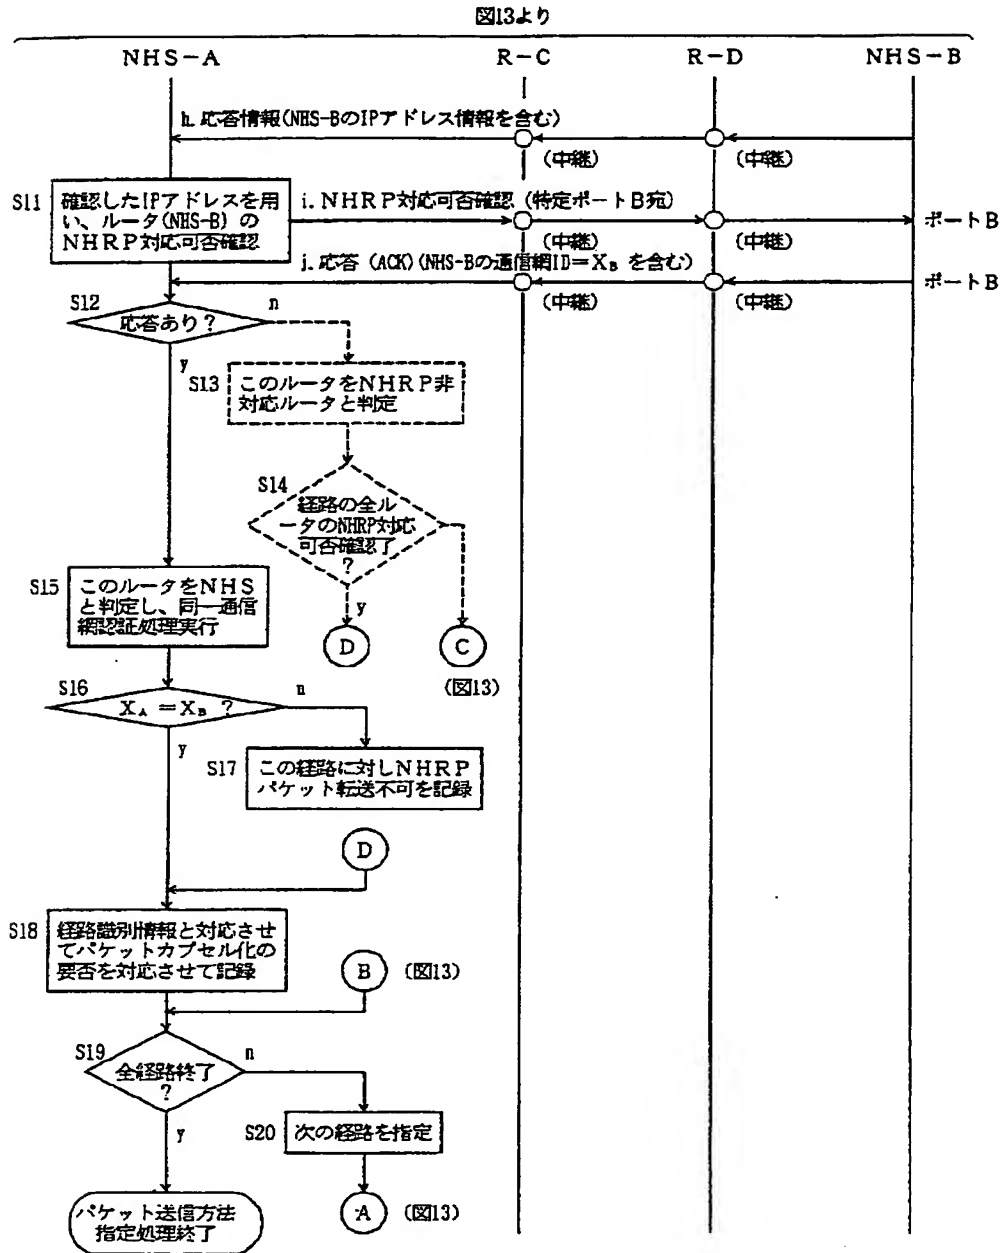 図13より
NHS-A
R-C
R-D
NHS-B
h. 応答情報(NHS-BのIPアドレス情報を含む)
(中継)
(中継)
S11
確認したIPアドレスを用
い、ルータ(NHS-B)の
NHRP対応可否確認
i. NHRP対応可否確認 (特定ポートB宛)
(中継)
(中継)
ポートB
j. 応答 (ACK)(NHS-Bの通信網ID=XB を含む)
(中継)
(中継)
ポートB
S12
応答あり?
n
y
S13
このルータをNHRP非
対応ルータと判定
S14
経路の全ル
ータのNHRP対応
可否確認了
?
y
D
C
(図13)
S15
このルータをNHS
と判定し、同一通信
網認証処理実行
S16
XA =XB ?
n
y
S17
この経路に対しNHRP
パケット転送不可を記録
D
S18
経路識別情報と対応させ
てパケットカプセル化の
要否を対応させて記録
B
(図13)
S19
全経路終了
?
n
y
S20
次の経路を指定
A
(図13)
パケット送信方法
指定処理終了